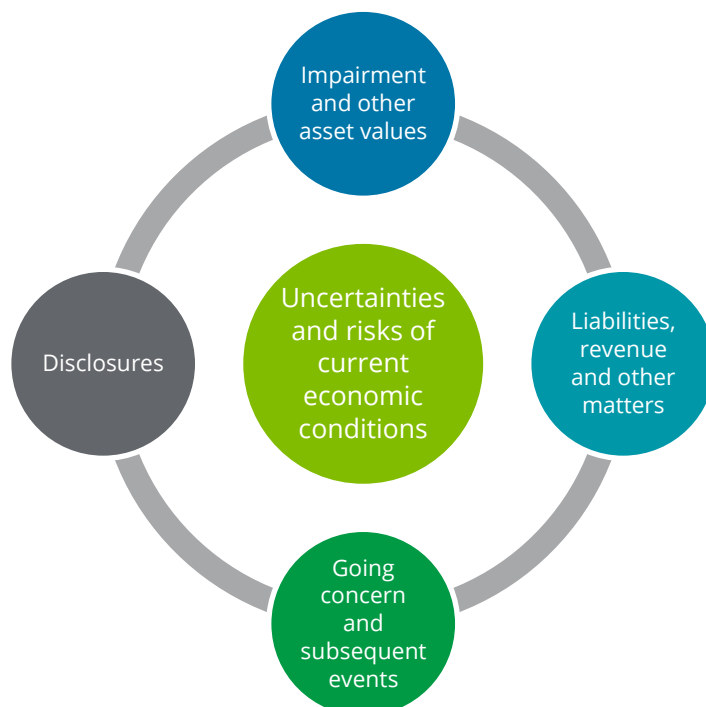 Impairment
and other
asset values
Uncertainties
and risks of
current
economic
conditions
Liabilities,
revenue
and other
matters
Disclosures
Going
concern
and
subsequent
events